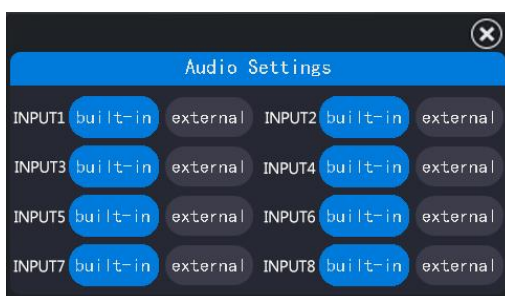 Audio Settings
INPUT1 built-in external INPUT2 built-in external
INPUT3 built-in external INPUT4 built-in external
INPUT5 built-in external INPUT6 built-in external
INPUT7 built-in external INPUT8 built-in external